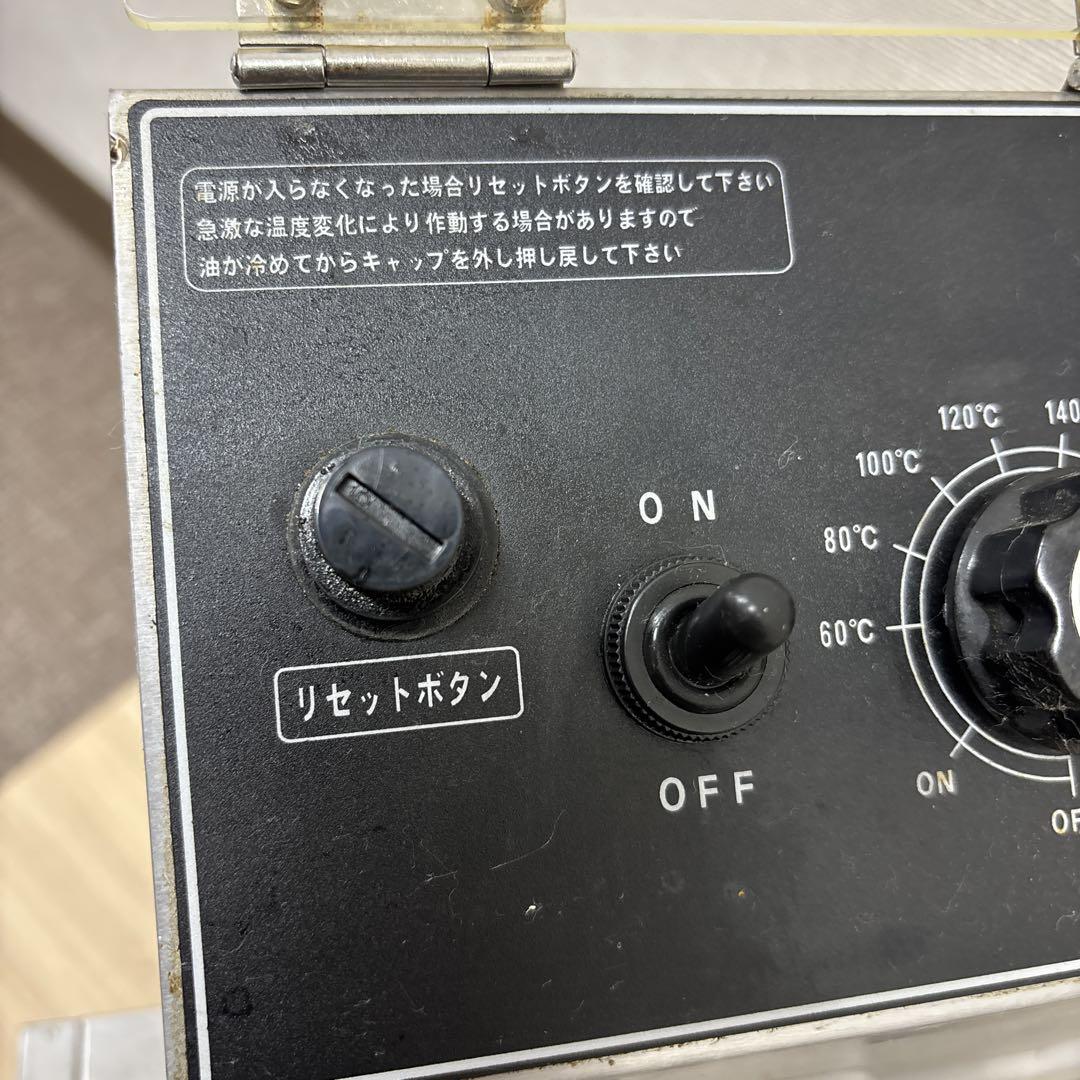 電源が入らなくなった場合リセットボタンを確認して下さい
急激な温度変化により作動する場合がありますので
油が冷めてからキャップを外し押し戻して下さい
120℃
140
100℃
ON
80℃
60℃
リセットボタン
OFF
ON
OF